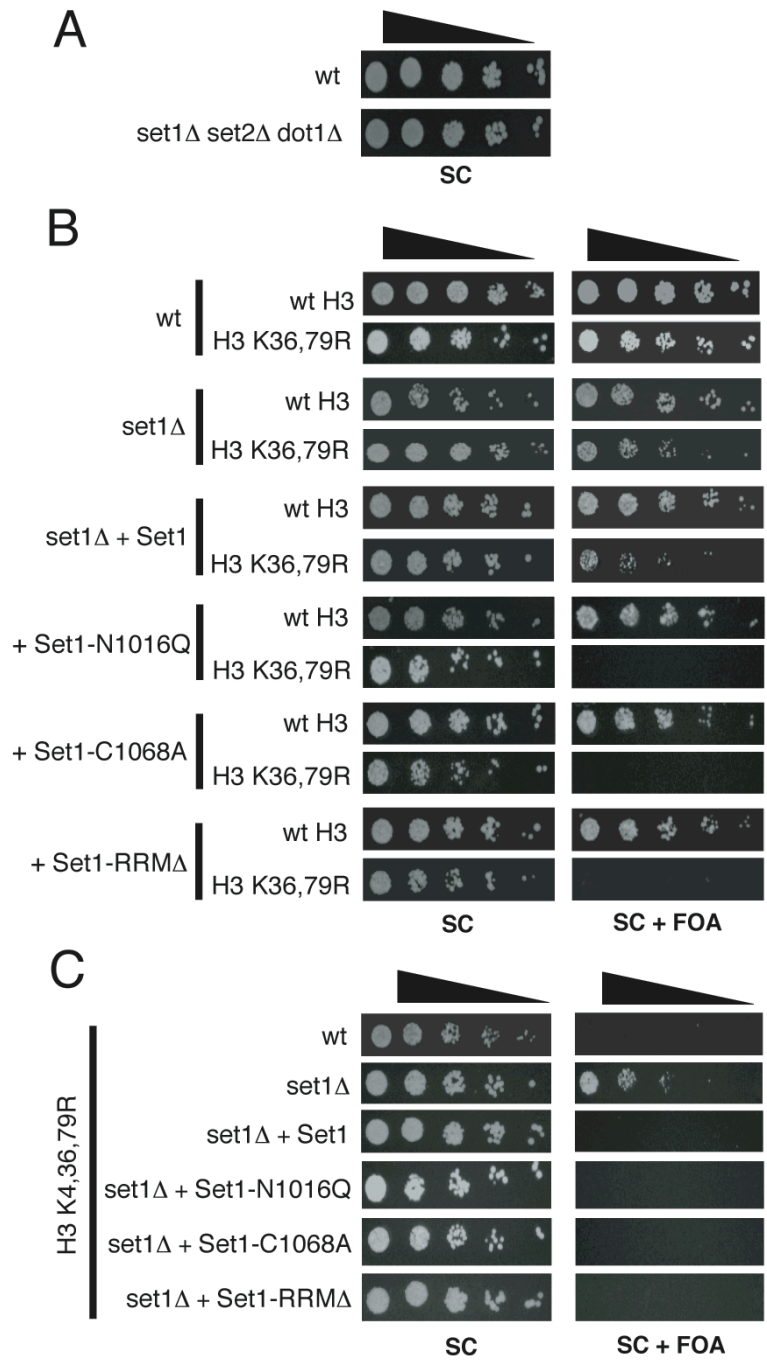 A
wt
set1Δ set2Δ dot1Δ
SC
B
wt
wt H3
H3 K36,79R
set1Δ
wt H3
H3 K36,79R
set1Δ + Set1
wt H3
H3 K36,79R
+ Set1-N1016Q
wt H3
H3 K36,79R
+ Set1-C1068A
wt H3
H3 K36,79R
+ Set1-RRMΔ
wt H3
H3 K36,79R
SC
SC + FOA
C
H3 K4,36,79R
wt
set1Δ
set1Δ + Set1
set1Δ + Set1-N1016Q
set1Δ + Set1-C1068A
set1Δ + Set1-RRMΔ
SC
SC + FOA